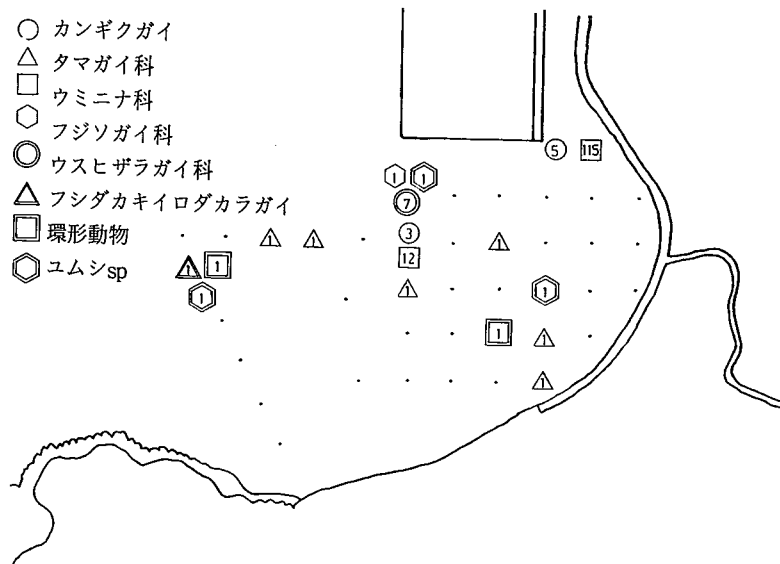 カンギクガイ
タマガイ科
ウミニナ科
フジソガイ科
ウスヒザラガイ科
フシダカキイロダカラガイ
環形動物
ユムシsp
5 115
1 1
7
1 1 3 1
12
1 1
1 1 1
1 1
1